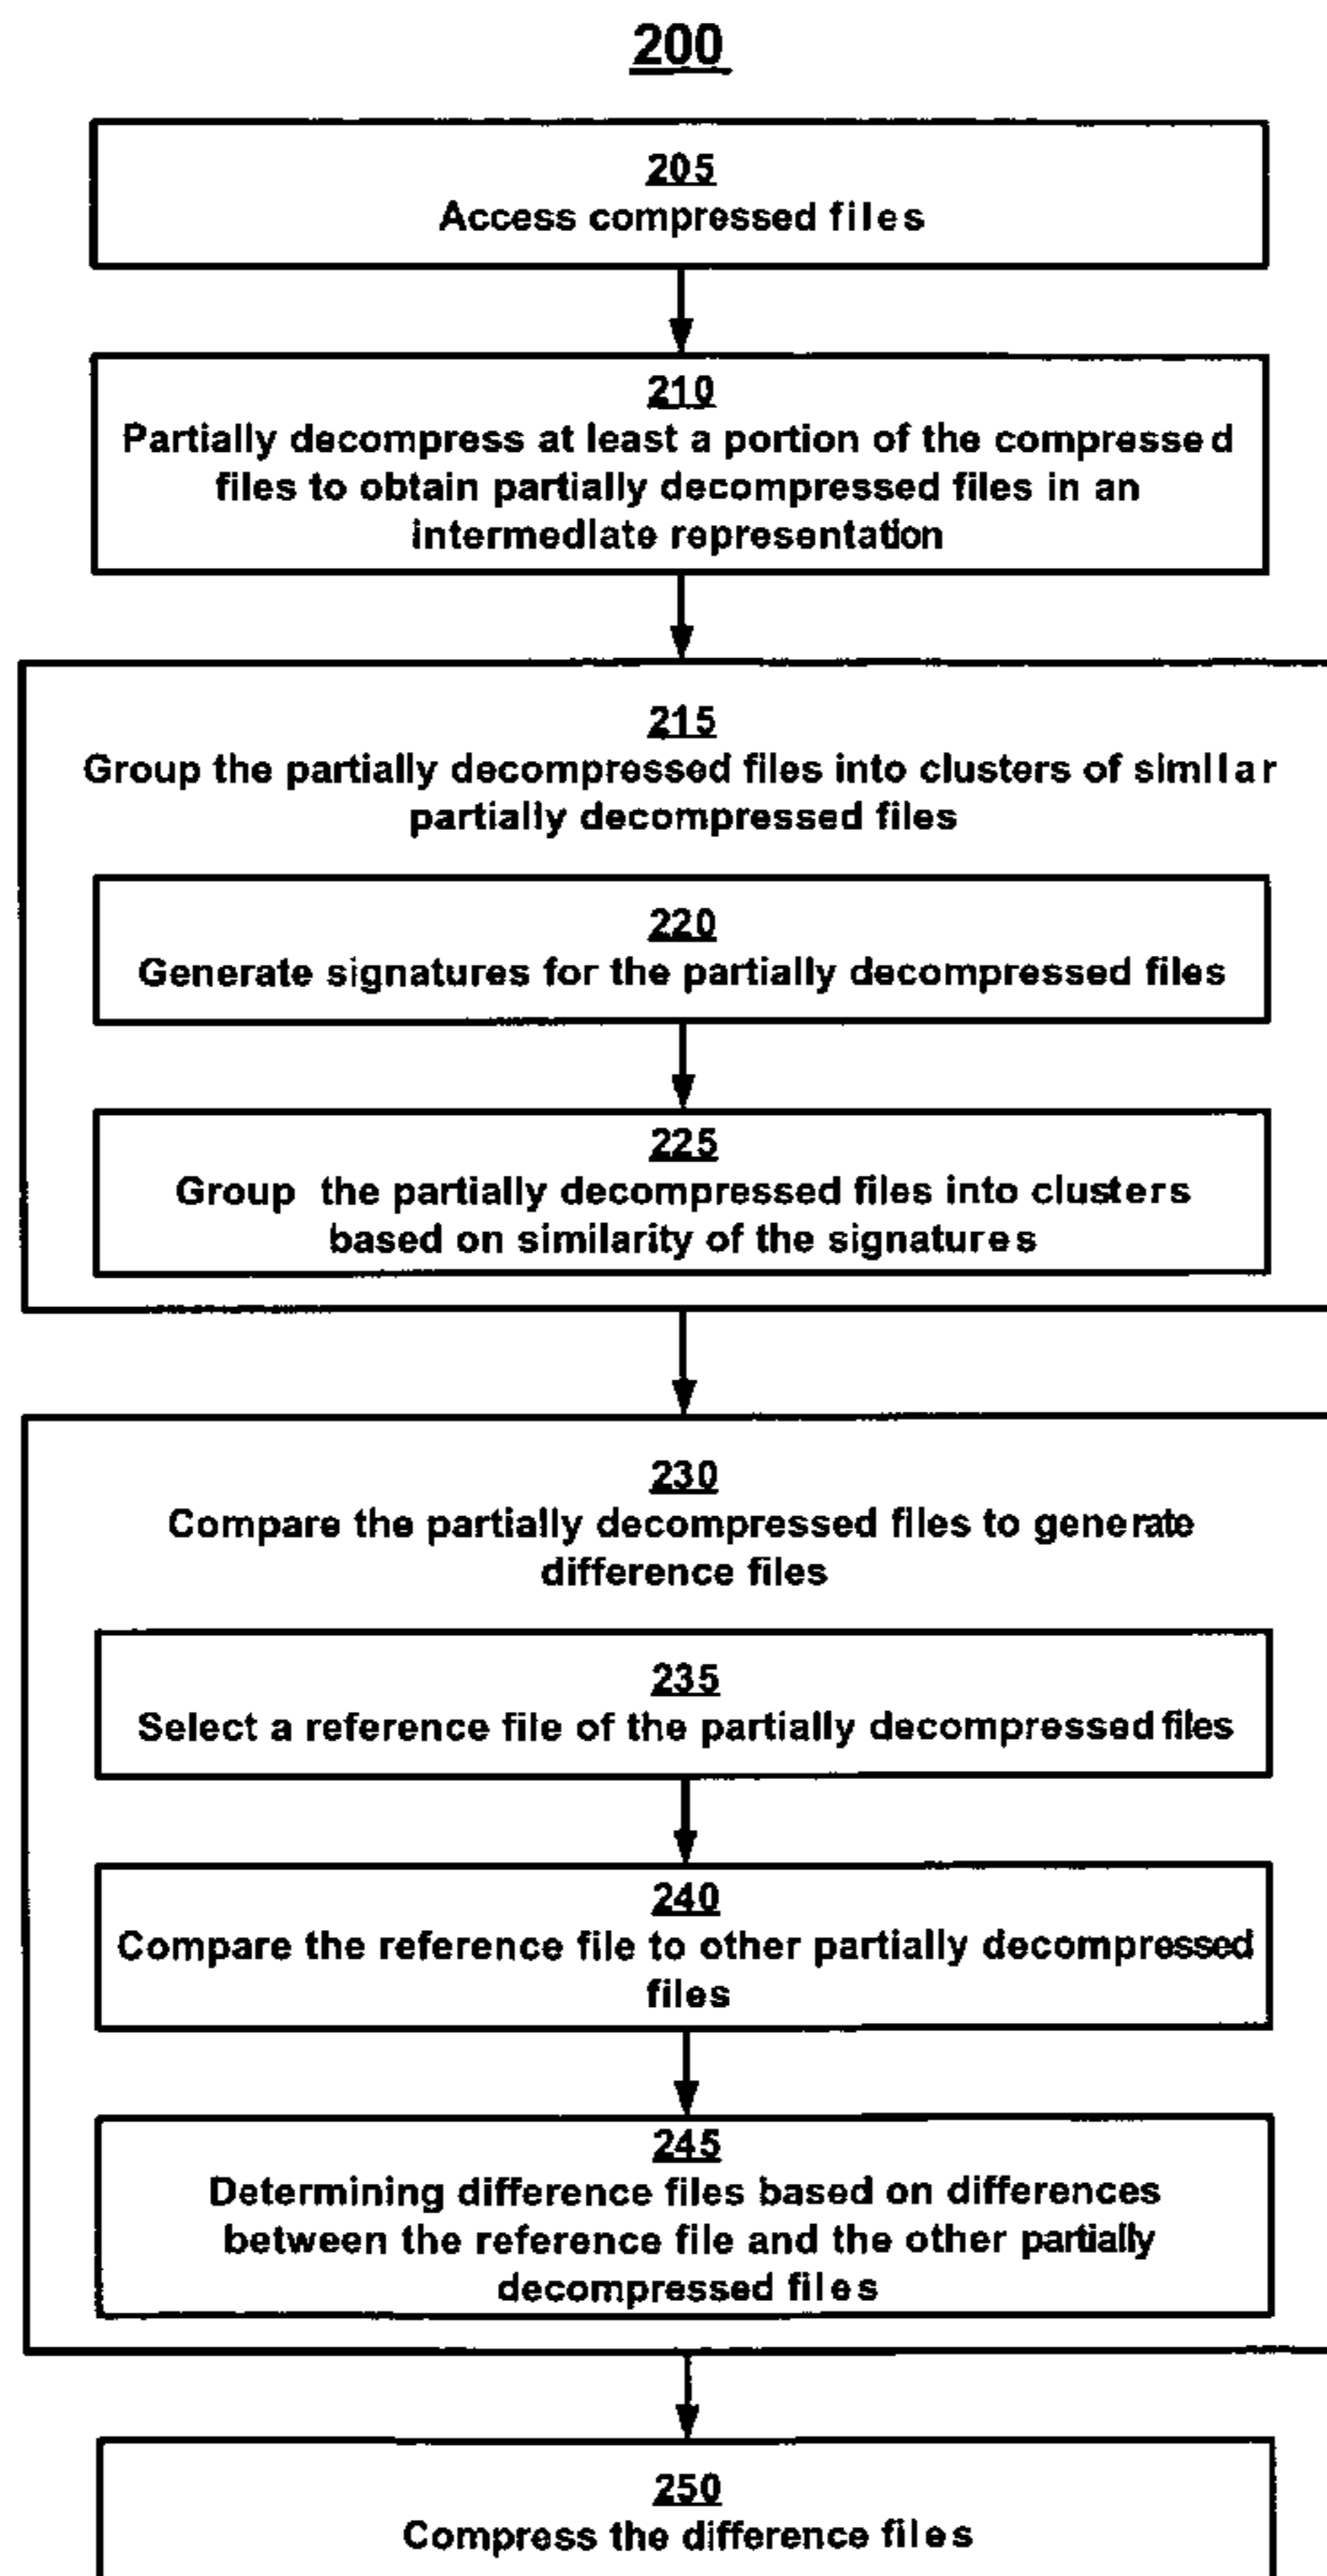 200
205
Access compressed files
210
Partially decompress at least a portion of the compressed
files to obtain partially decompressed files in an
intermediate representation
215
Group the partially decompressed files into clusters of similar
partially decompressed files
220
Generate signatures for the partially decompressed files
225
Group the partially decompressed files into clusters
based on similarity of the signatures
230
Compare the partially decompressed files to generate
difference files
235
Select a reference file of the partially decompressed files
240
Compare the reference file to other partially decompressed
files
245
Determining difference files based on differences
between the reference file and the other partially
decompressed files
250
Compress the difference files